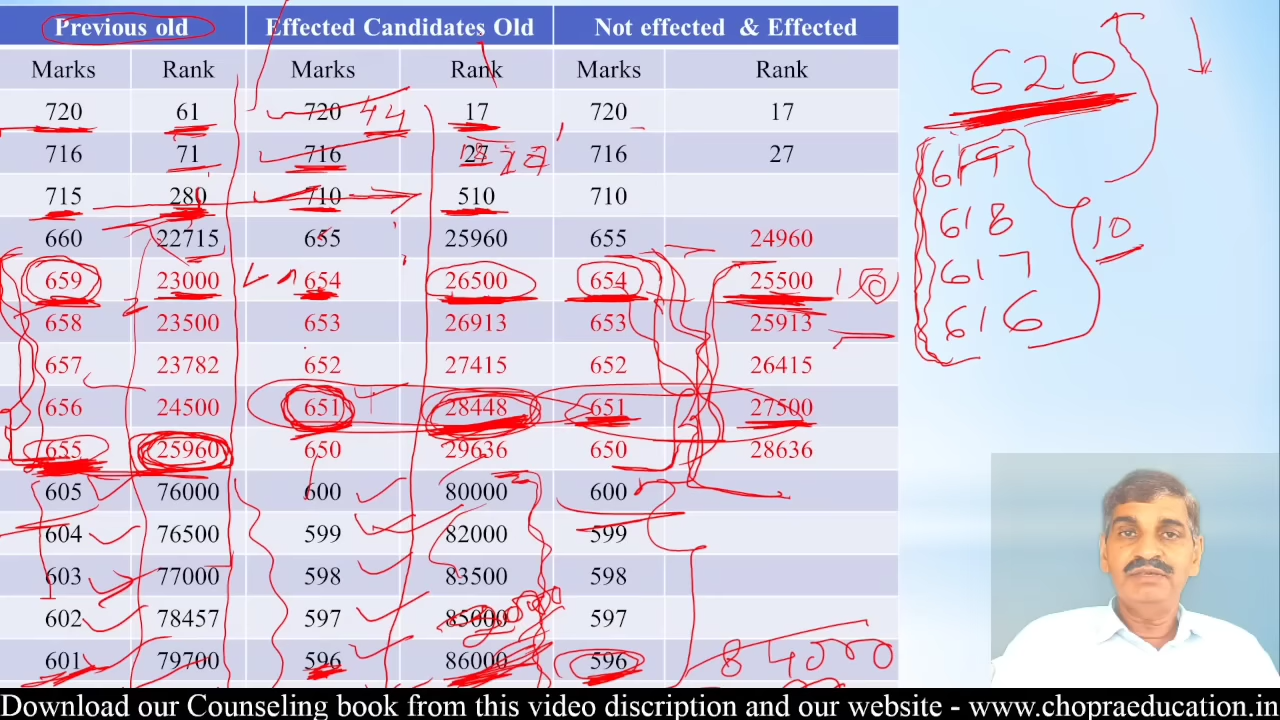 Previous old Effected Candidates Old Not effected & Effected
Marks Rank Marks Rank Marks Rank
720 61 720 44 17 720 17
716 71 716 27 716 27
715 280 710 510 710
660 22715 655 25960 655 24960
659 23000 654 26500 654 25500
658 23500 653 26913 653 25913
657 23782 652 27415 652 26415
656 24500 651 28448 651 27500
655 25960 650 29636 650 28636
605 76000 600 80000 600
604 76500 599 82000 599
603 77000 598 83500 598
602 78457 597 85000 597
601 79700 596 86000 596 84000
620
619
618
617
616
10
Download our Counseling book from this video discription and our website - www.chopraeducation.in